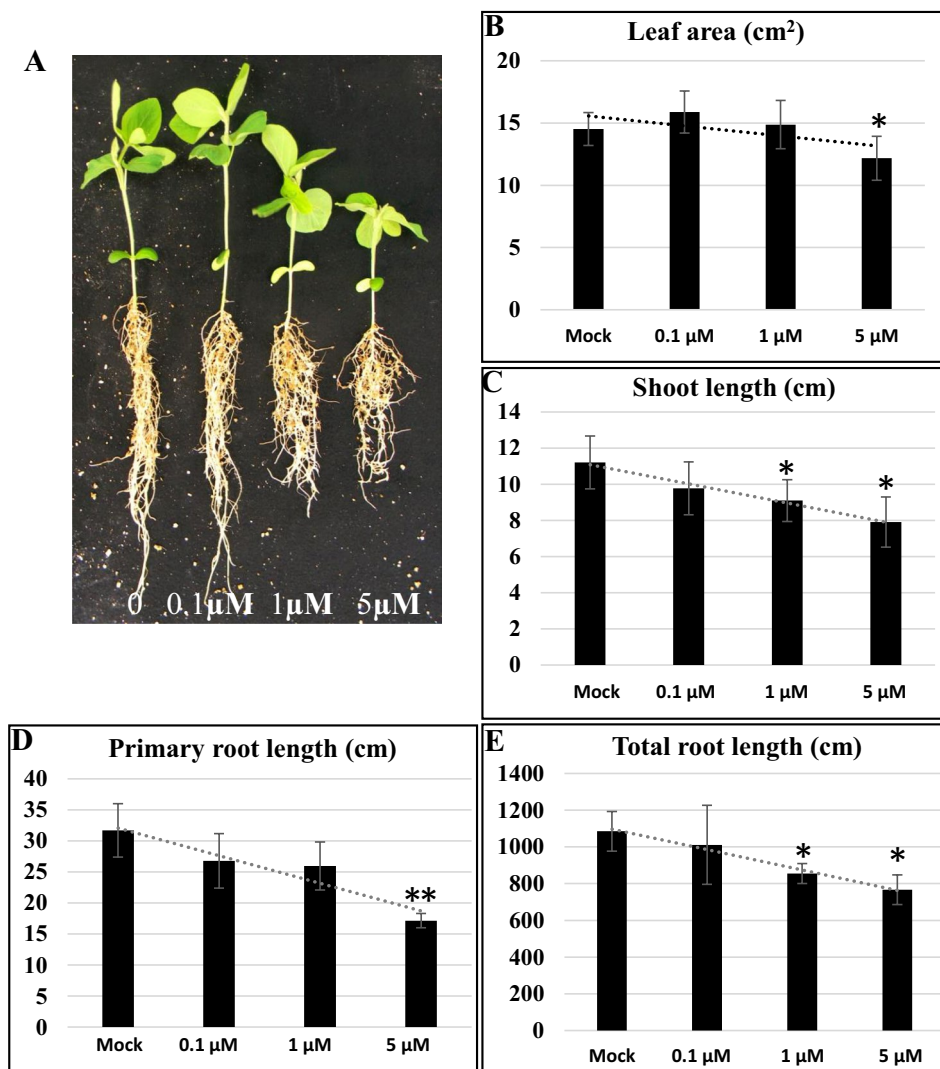 A
0 0.1µM 1µM 5µM
B
Leaf area (cm²)
20
15
10
5
0
*
Mock 0.1 µM 1 µM 5 µM
C
Shoot length (cm)
14
12
10
8
6
4
2
0
* *
Mock 0.1 µM 1 µM 5 µM
D
Primary root length (cm)
40
35
30
25
20
15
10
5
0
**
Mock 0.1 µM 1 µM 5 µM
E
Total root length (cm)
1400
1200
1000
800
600
400
200
0
* *
Mock 0.1 µM 1 µM 5 µM